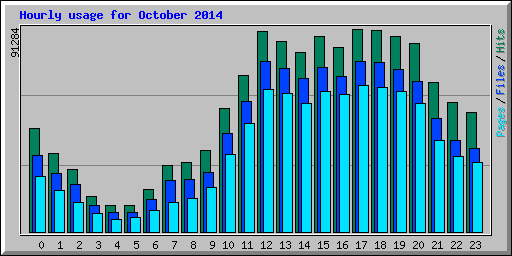 Hourly usage for October 2014
91284
Pages/Files/Hits
0 1 2 3 4 5 6 7 8 9 10 11 12 13 14 15 16 17 18 19 20 21 22 23